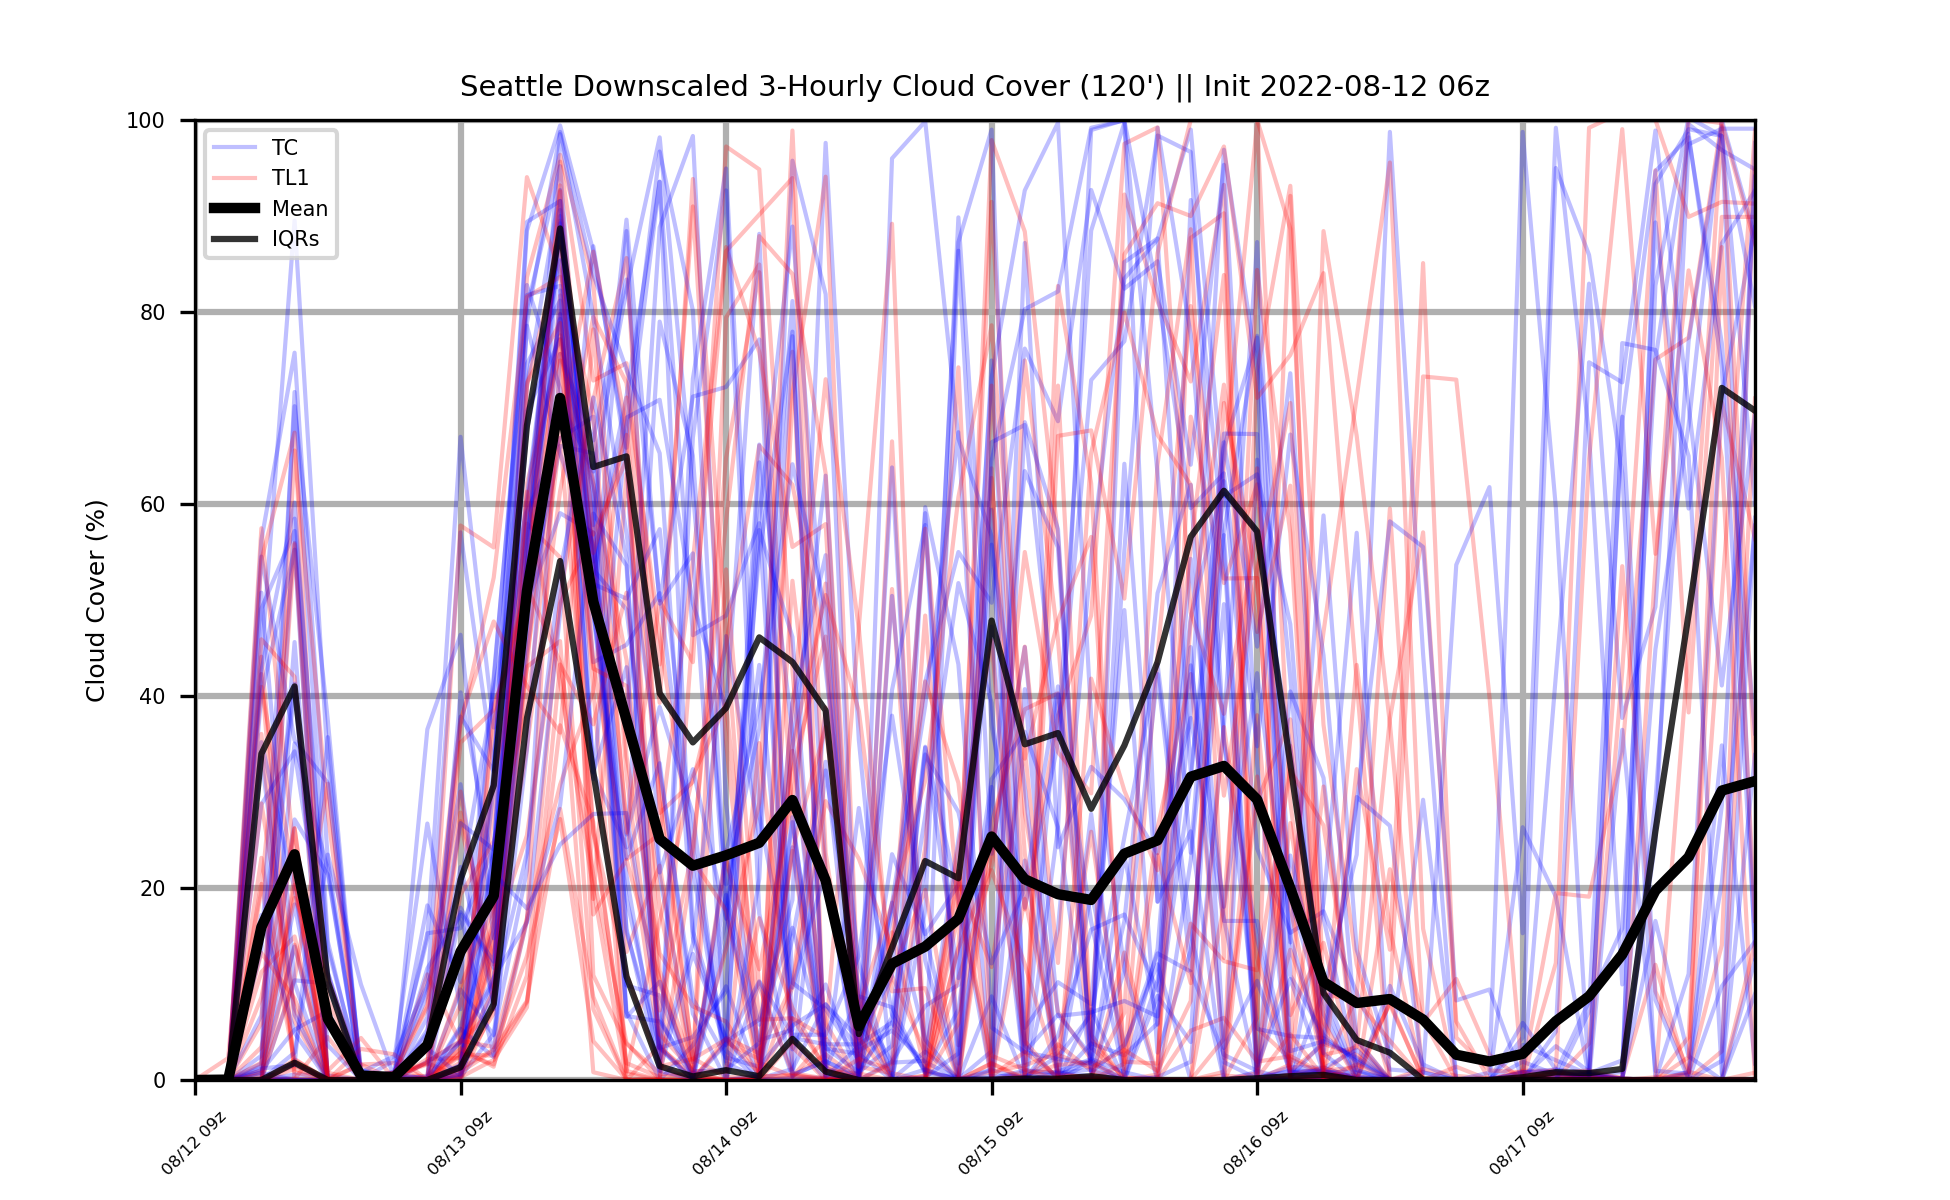 Seattle Downscaled 3-Hourly Cloud Cover (120') || Init 2022-08-12 06z
100
80
60
40
20
0
Cloud Cover (%)
TC
TL1
Mean
IQRs
08/12 09z
08/13 09z
08/14 09z
08/15 09z
08/16 09z
08/17 09z